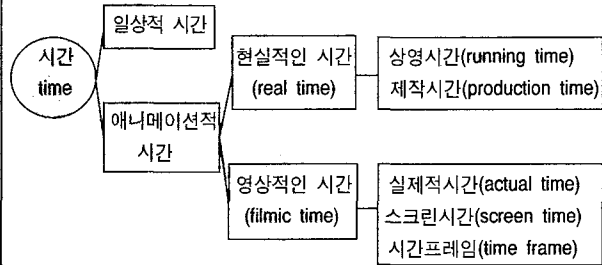 시간
time
일상적 시간
애니메이션적
시간
현실적인 시간
(real time)
상영시간(running time)
제작시간(production time)
영상적인 시간
(filmic time)
실제적시간(actual time)
스크린시간(screen time)
시간프레임(time frame)